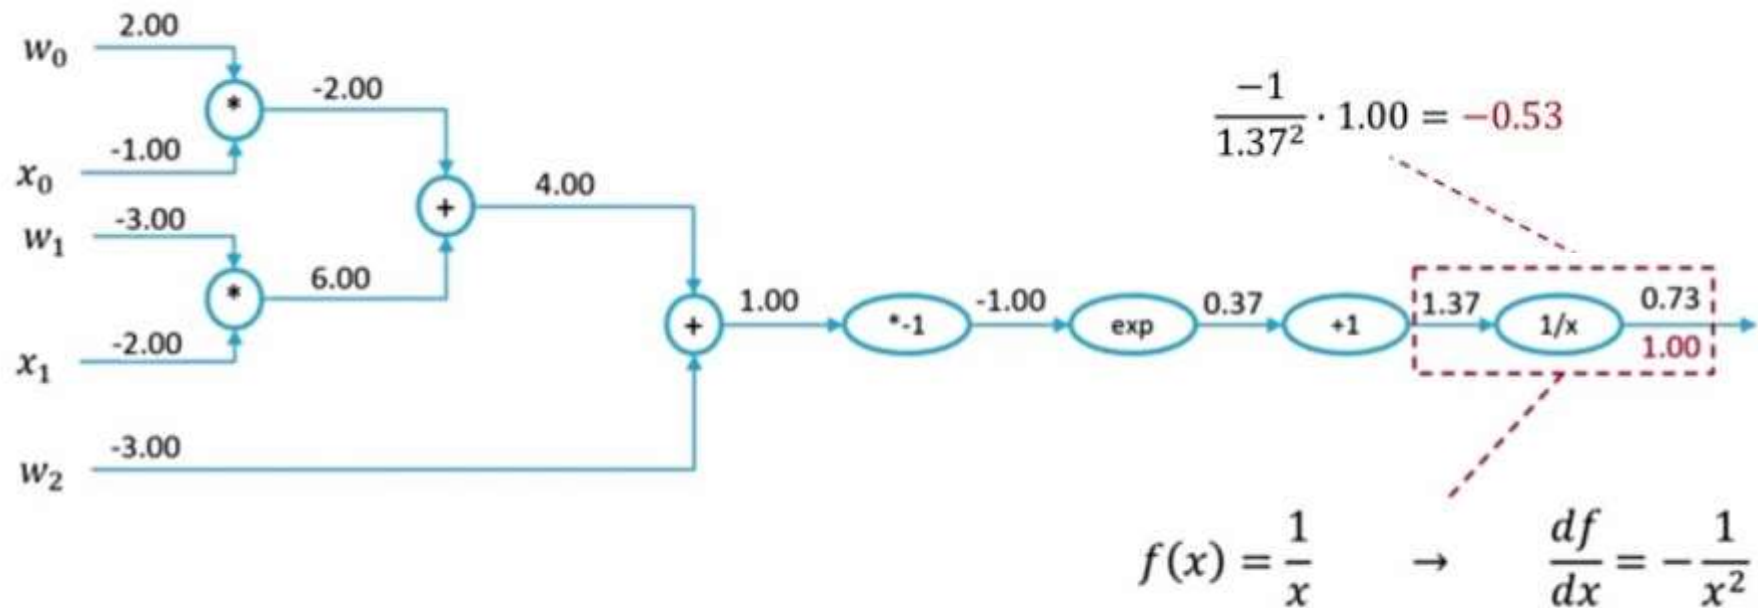 w₀ 2.00
*
-2.00
x₀ -1.00
w₁ -3.00
*
6.00
x₁ -2.00
+
4.00
w₂ -3.00
+
1.00
*-1
-1.00
exp
0.37
+1
1.37
1/x
0.73
1.00
−1/1.37² · 1.00 = −0.53
f(x) = 1/x → df/dx = − 1/x²